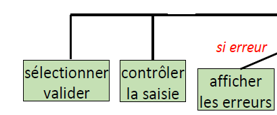 si erreur
sélectionner
valider
contrôler
la saisie
afficher
les erreurs